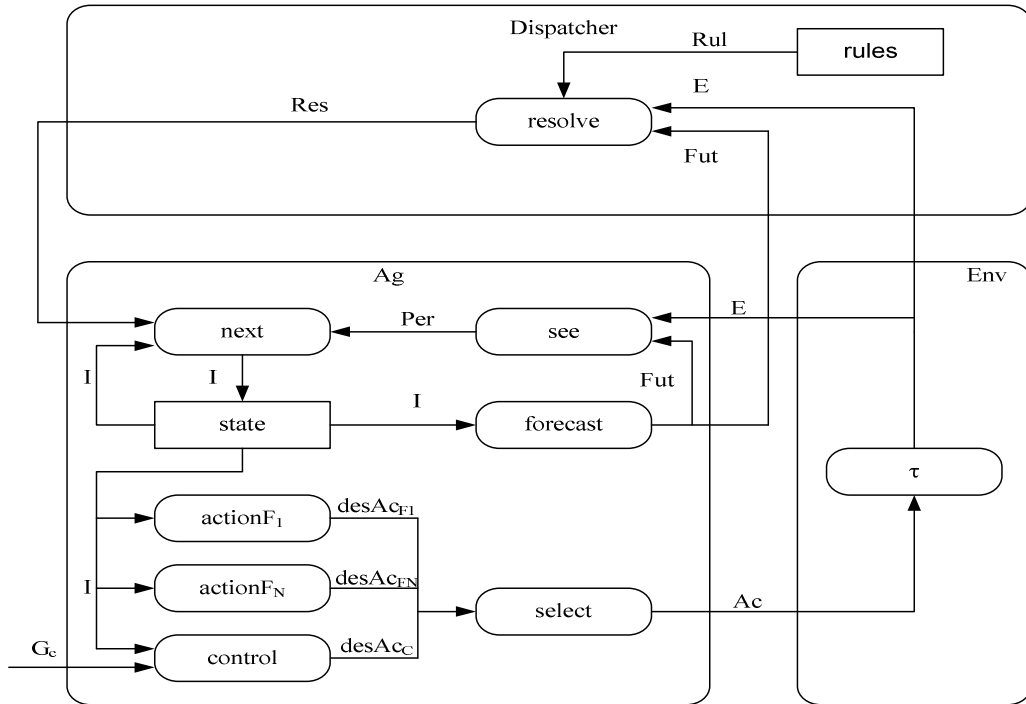 Dispatcher
Rul
rules
E
Res
resolve
Fut
Ag
Env
next
Per
see
E
I
I
Fut
state
I
forecast
τ
actionF1
desAcF1
I
actionFN
desAcFN
select
Ac
Gc
control
desAcC